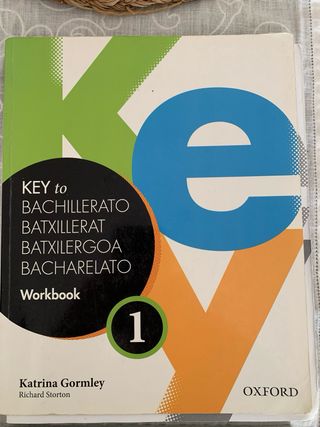 Key
KEY to
BACHILLERATO
BATXILLERAT
BATXILERGOA
BACHARELATO
Workbook
1
Katrina Gormley
Richard Storton
OXFORD